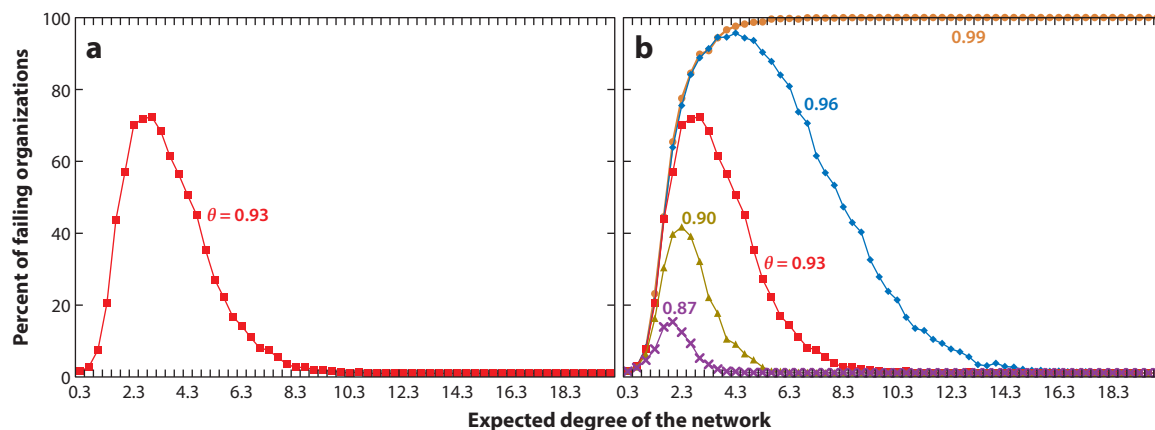 Percent of failing organizations
100
80
60
40
20
0
a
θ = 0.93
0.3 2.3 4.3 6.3 8.3 10.3 12.3 14.3 16.3 18.3
b
0.99
0.96
0.90
θ = 0.93
0.87
0.3 2.3 4.3 6.3 8.3 10.3 12.3 14.3 16.3 18.3
Expected degree of the network